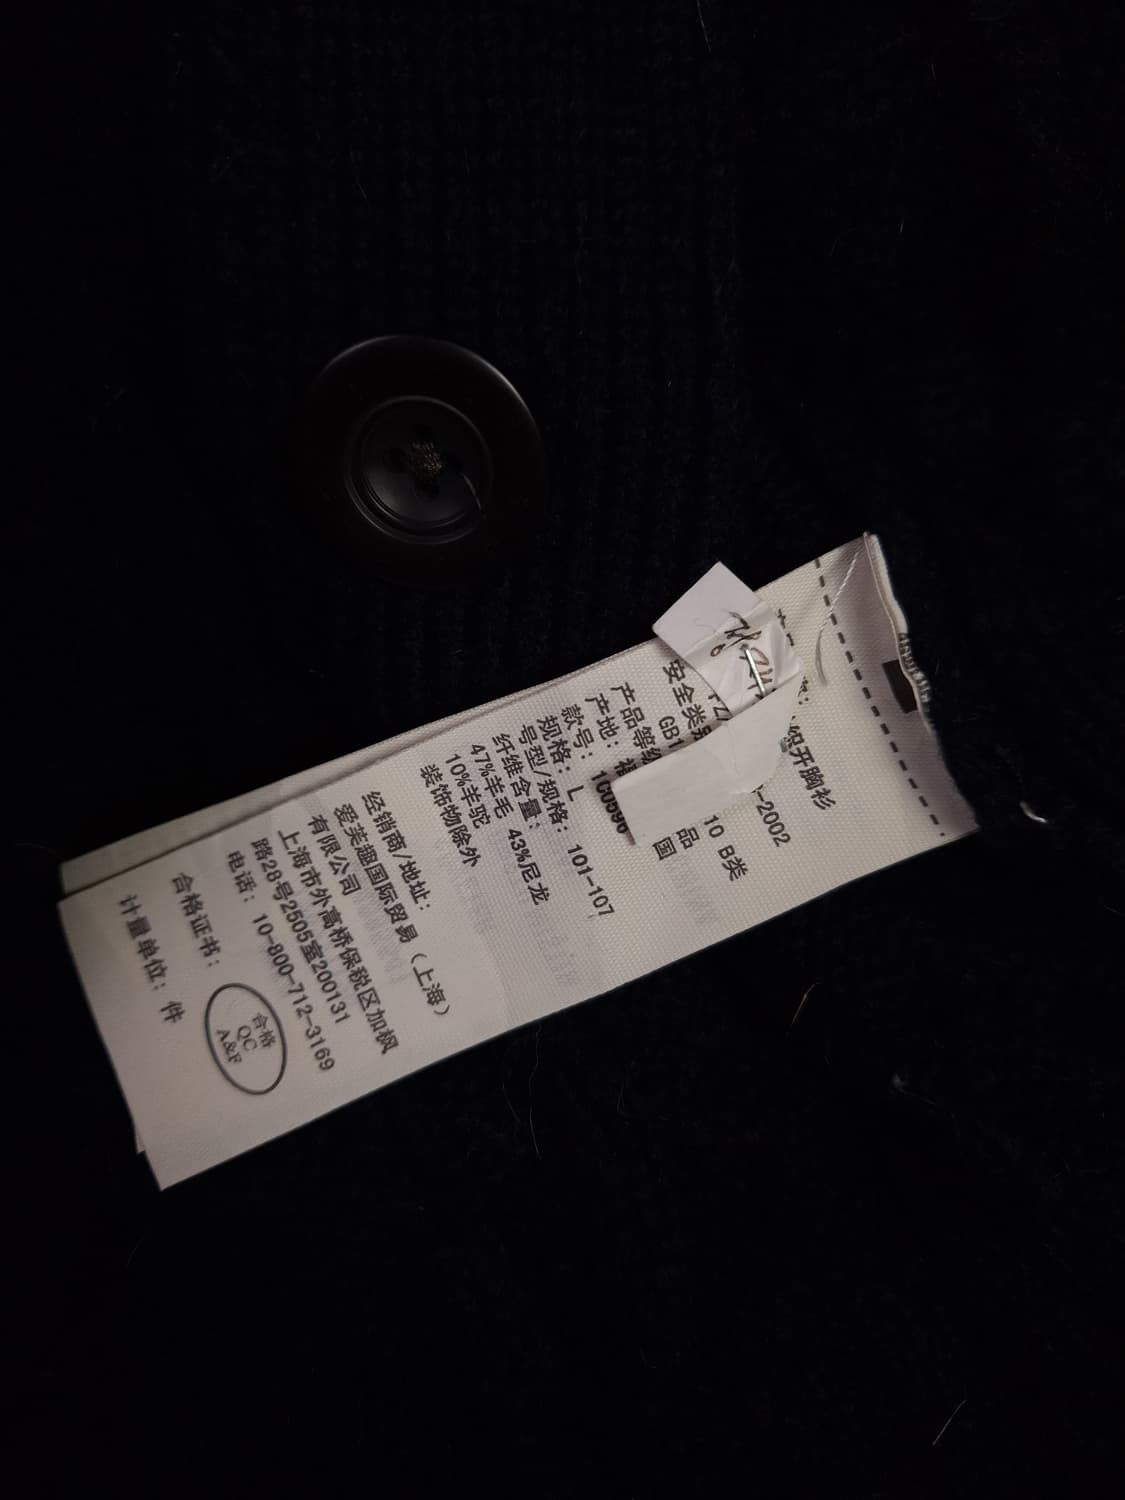 织开胸衫
-2002
安全类别
GB1
10 B类
产品等级
品
产地：
国
款号：
规格： L
号型/规格： 101-107
纤维含量：
47%羊毛 43%尼龙
10%羊驼
装饰物除外
经销商/地址：
爱芙趣国际贸易（上海）
有限公司
上海市外高桥保税区加枫
路28号2505室200131
电话： 10-800-712-3169
合格证书：
合格
QC
A&F
计量单位：件